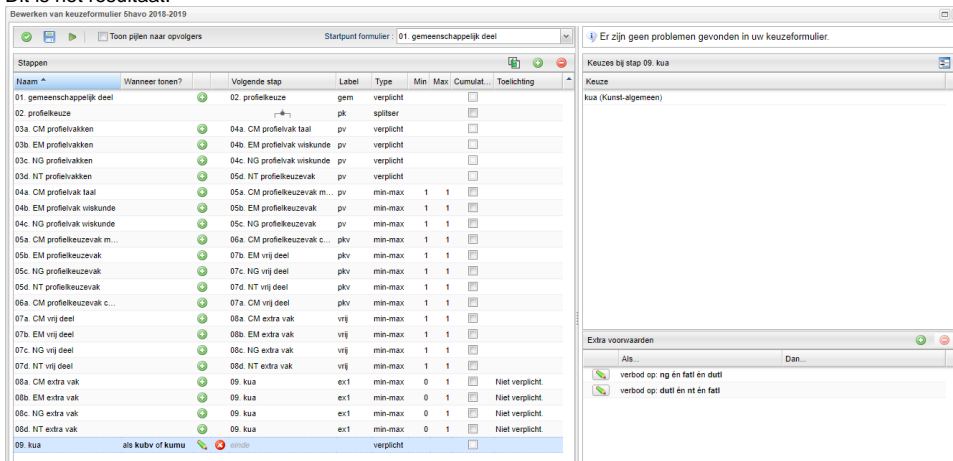 Dit is het resultaat:
Bewerken van keuzeformulier 5havo 2018-2019
Toon pijlen naar opvolgers Startpunt formulier : 01. gemeenschappelijk deel
Er zijn geen problemen gevonden in uw keuzeformulier.
Stappen
Naam Wanneer tonen? Volgende stap Label Type Min Max Cumulat... Toelichting
01. gemeenschappelijk deel 02. profielkeuze gem verplicht
02. profielkeuze pk splitser
03a. CM profielvakken 04a. CM profielvak taal pv verplicht
03b. EM profielvakken 04b. EM profielvak wiskunde pv verplicht
03c. NG profielvakken 04c. NG profielvak wiskunde pv verplicht
03d. NT profielvakken 05d. NT profielkeuzevak pv verplicht
04a. CM profielvak taal 05a. CM profielkeuzevak m... pv min-max 1 1
04b. EM profielvak wiskunde 05b. EM profielkeuzevak pv min-max 1 1
04c. NG profielvak wiskunde 05c. NG profielkeuzevak pv min-max 1 1
05a. CM profielkeuzevak m... 06a. CM profielkeuzevak c... pkv min-max 1 1
05b. EM profielkeuzevak 07b. EM vrij deel pkv min-max 1 1
05c. NG profielkeuzevak 07c. NG vrij deel pkv min-max 1 1
05d. NT profielkeuzevak 07d. NT vrij deel pkv min-max 1 1
06a. CM profielkeuzevak c... 07a. CM vrij deel pkv min-max 1 1
07a. CM vrij deel 08a. CM extra vak vrij min-max 1 1
07b. EM vrij deel 08b. EM extra vak vrij min-max 1 1
07c. NG vrij deel 08c. NG extra vak vrij min-max 1 1
07d. NT vrij deel 08d. NT extra vak vrij min-max 1 1
08a. CM extra vak 09. kua ex1 min-max 0 1 Niet verplicht.
08b. EM extra vak 09. kua ex1 min-max 0 1 Niet verplicht.
08c. NG extra vak 09. kua ex1 min-max 0 1 Niet verplicht.
08d. NT extra vak 09. kua ex1 min-max 0 1 Niet verplicht.
09. kua als kubv of kumu einde verplicht
Keuzes bij stap 09. kua
Keuze
kua (Kunst-algemeen)
Extra voorwaarden
Als... Dan...
verbod op: ng én fatl én dutl
verbod op: dutl én nt én fatl